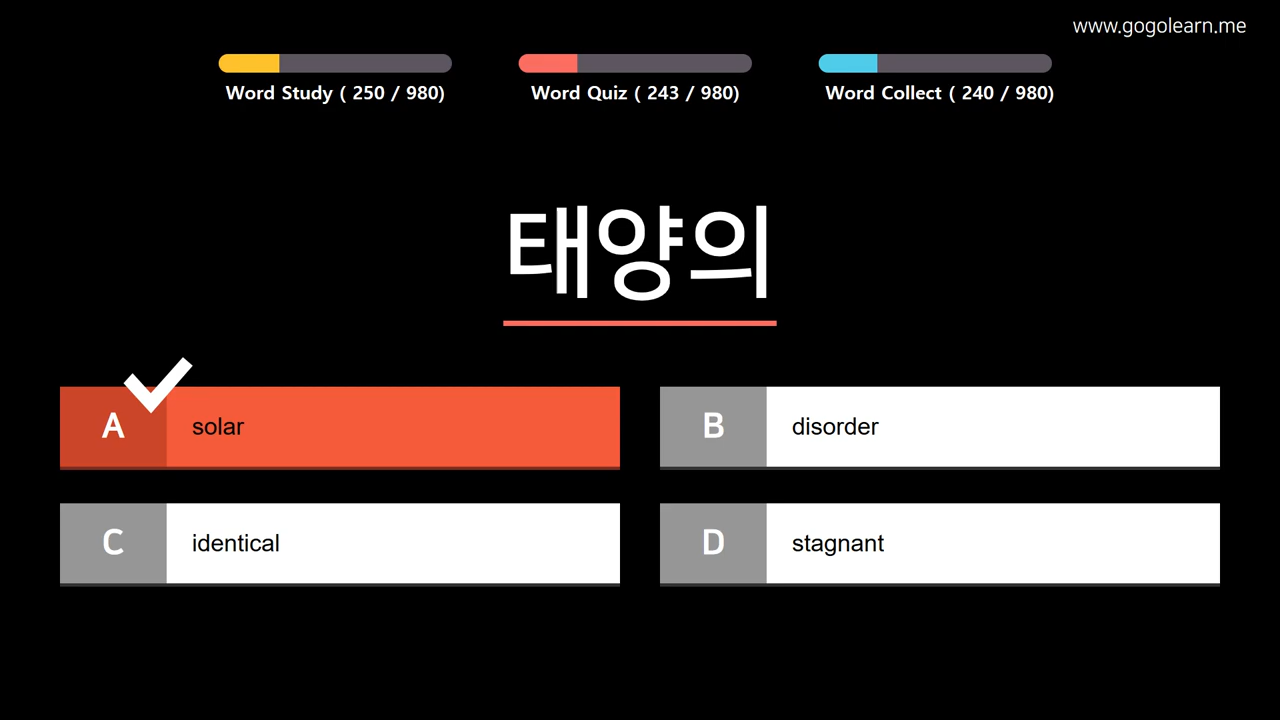 www.gogolearn.me
Word Study ( 250 / 980)
Word Quiz ( 243 / 980)
Word Collect ( 240 / 980)
태양의
A solar
B disorder
C identical
D stagnant